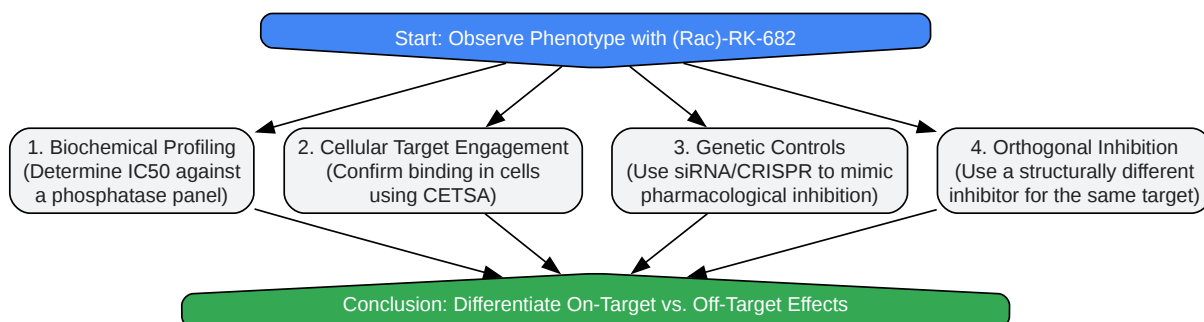 Start: Observe Phenotype with (Rac)-RK-682
1. Biochemical Profiling
(Determine IC50 against
a phosphatase panel)
2. Cellular Target Engagement
(Confirm binding in cells
using CETSA)
3. Genetic Controls
(Use siRNA/CRISPR to mimic
pharmacological inhibition)
4. Orthogonal Inhibition
(Use a structurally different
inhibitor for the same target)
Conclusion: Differentiate On-Target vs. Off-Target Effects